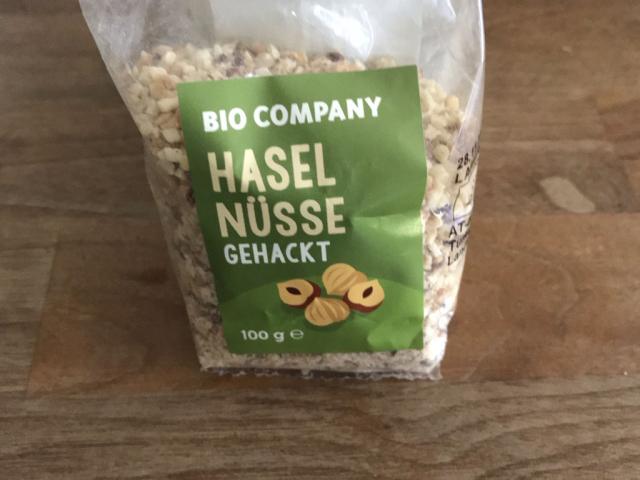 BIO COMPANY
HASEL
NÜSSE
GEHACKT
100 g ℮